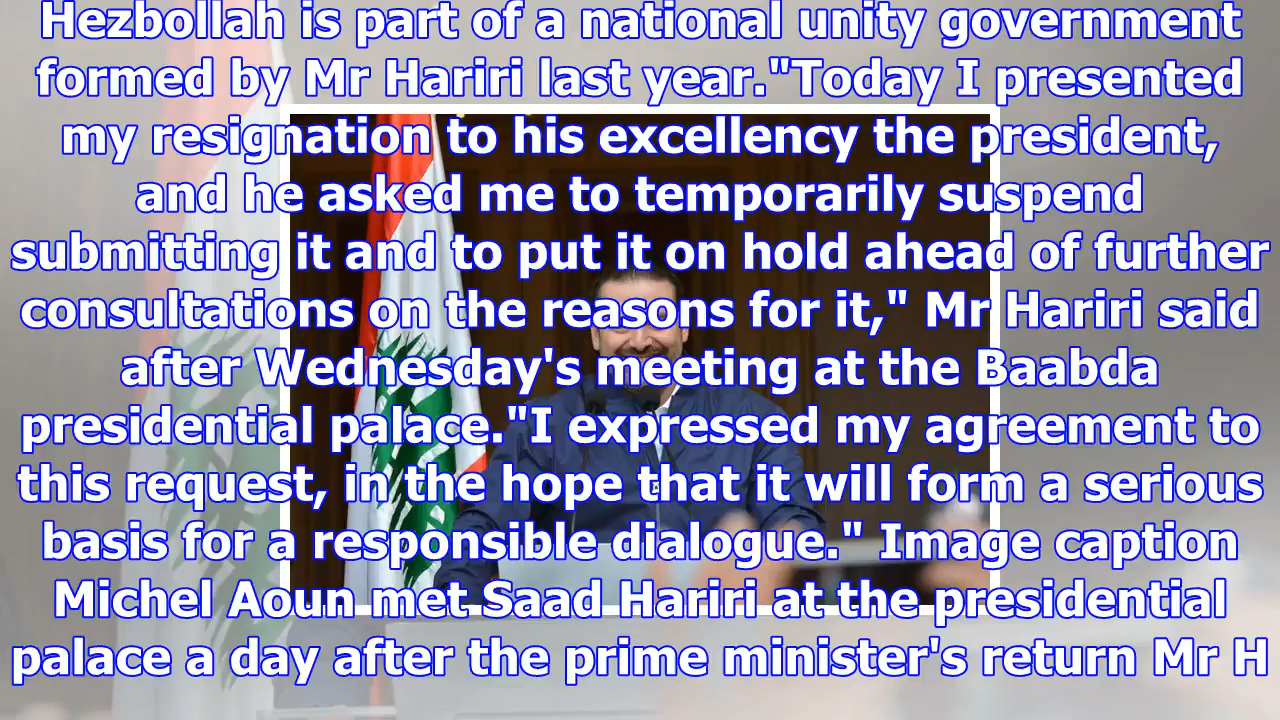 Hezbollah is part of a national unity government
formed by Mr Hariri last year."Today I presented
my resignation to his excellency the president,
and he asked me to temporarily suspend
submitting it and to put it on hold ahead of further
consultations on the reasons for it," Mr Hariri said
after Wednesday's meeting at the Baabda
presidential palace."I expressed my agreement to
this request, in the hope that it will form a serious
basis for a responsible dialogue." Image caption
Michel Aoun met Saad Hariri at the presidential
palace a day after the prime minister's return Mr H